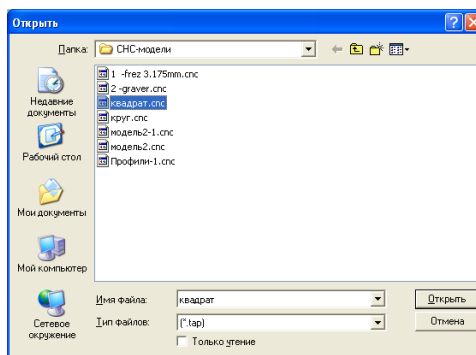 Открыть
Папка:
CHC-модели
1 -frez 3.175mm.cnc
2 -graver.cnc
квадрат.cnc
круг.cnc
модель2-1.cnc
модель2.cnc
Профили-1.cnc
Недавние
документы
Рабочий стол
Мои документы
Мой компьютер
Сетевое
окружение
Имя файла:
квадрат
Открыть
Тип файлов:
(*.tap)
Отмена
Только чтение